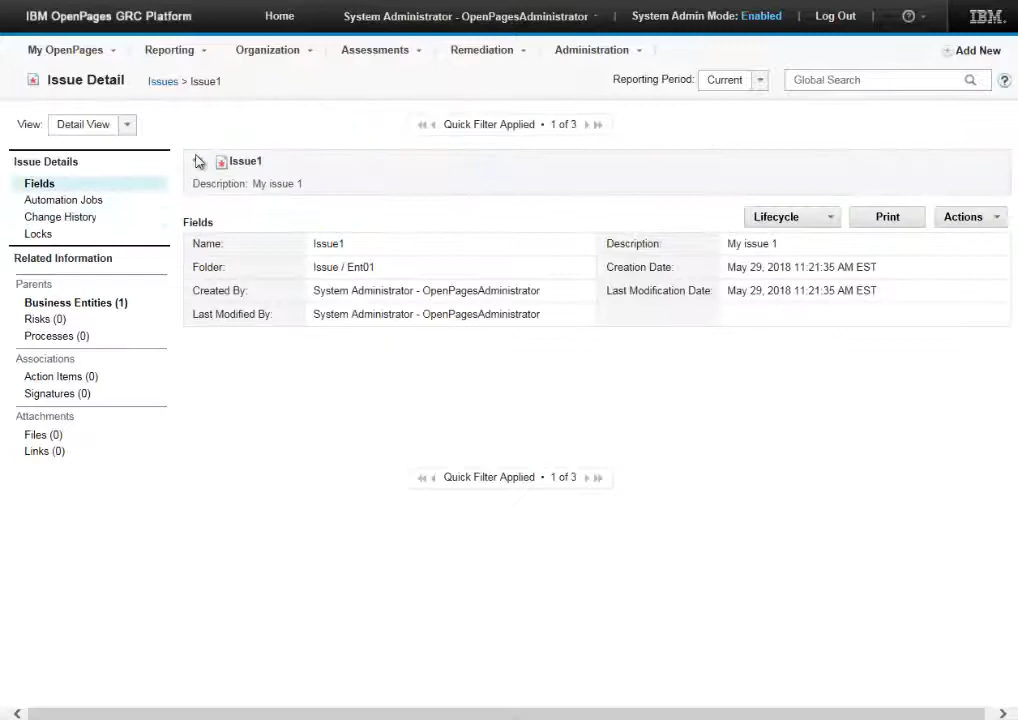 IBM OpenPages GRC Platform Home System Administrator - OpenPagesAdministrator System Admin Mode: Enabled | Log Out | IBM.
My OpenPages Reporting Organization Assessments Remediation Administration Add New
Issue Detail Issues > Issue1 Reporting Period: Current Global Search
View: Detail View Quick Filter Applied • 1 of 3
Issue Details
Fields
Automation Jobs
Change History
Locks
Related Information
Parents
Business Entities (1)
Risks (0)
Processes (0)
Associations
Action Items (0)
Signatures (0)
Attachments
Files (0)
Links (0)
Issue1
Description: My issue 1
Fields Lifecycle Print Actions
Name: Issue1 Description: My issue 1
Folder: Issue / Ent01 Creation Date: May 29, 2018 11:21:35 AM EST
Created By: System Administrator - OpenPagesAdministrator Last Modification Date: May 29, 2018 11:21:35 AM EST
Last Modified By: System Administrator - OpenPagesAdministrator
Quick Filter Applied • 1 of 3